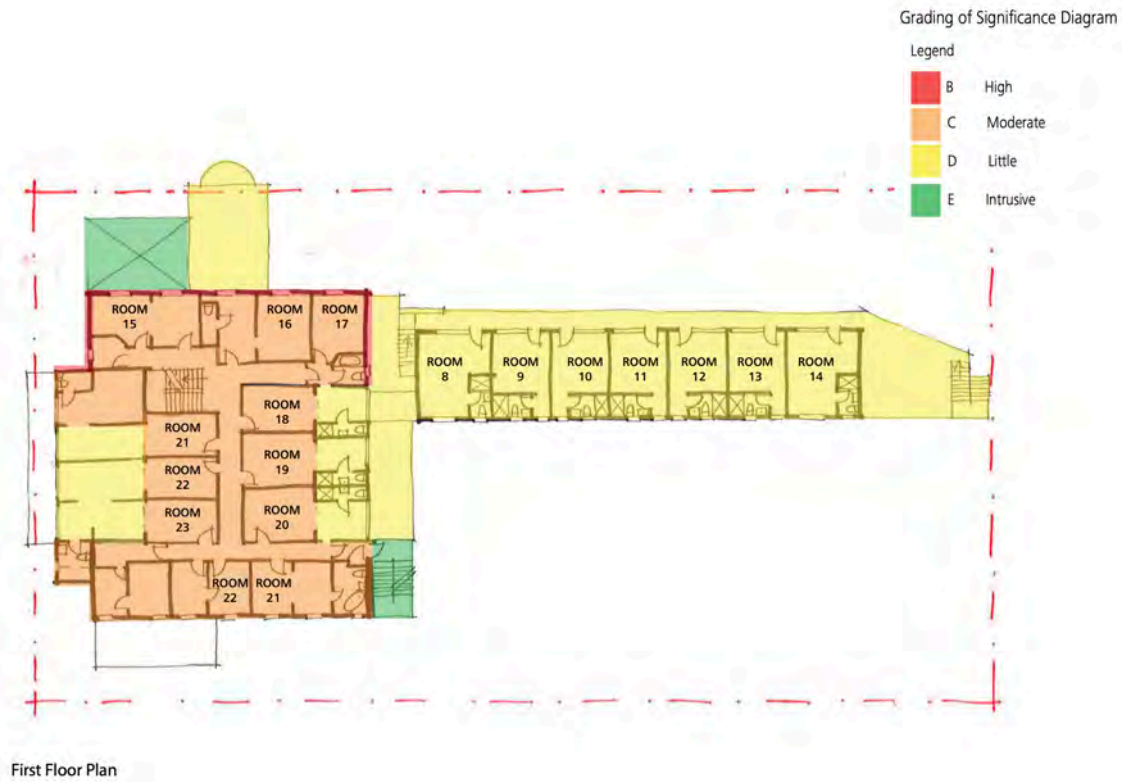 Grading of Significance Diagram
Legend
B High
C Moderate
D Little
E Intrusive
ROOM
15
ROOM
16
ROOM
17
ROOM
8
ROOM
9
ROOM
10
ROOM
11
ROOM
12
ROOM
13
ROOM
14
ROOM
18
ROOM
21
ROOM
19
ROOM
22
ROOM
20
ROOM
23
ROOM
22
ROOM
21
First Floor Plan